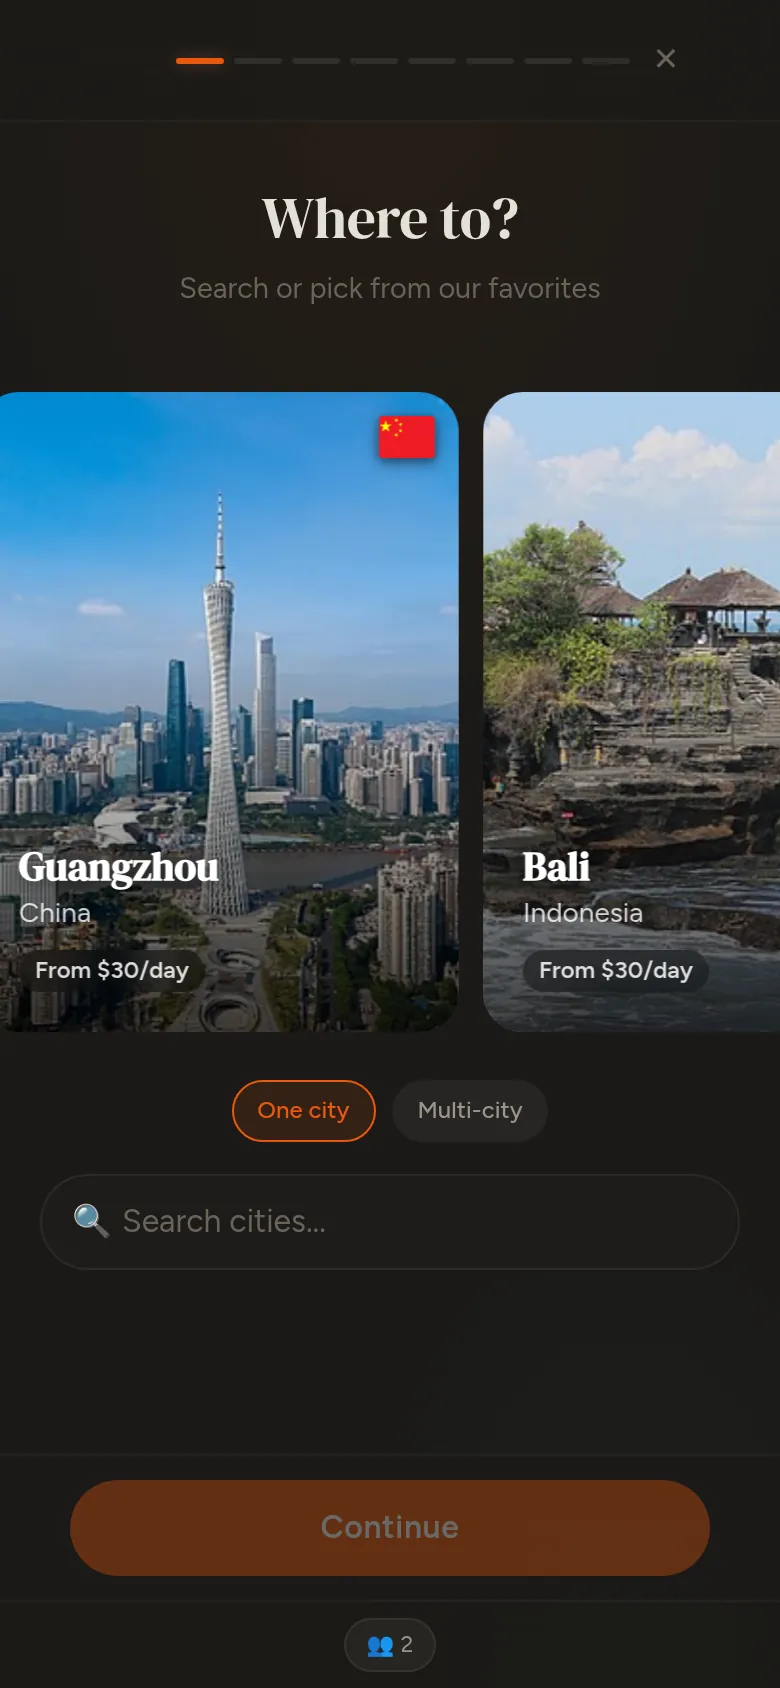 Where to?
Search or pick from our favorites
Guangzhou
China
From $30/day
Bali
Indonesia
From $30/day
One city
Multi-city
Search cities...
Continue
2